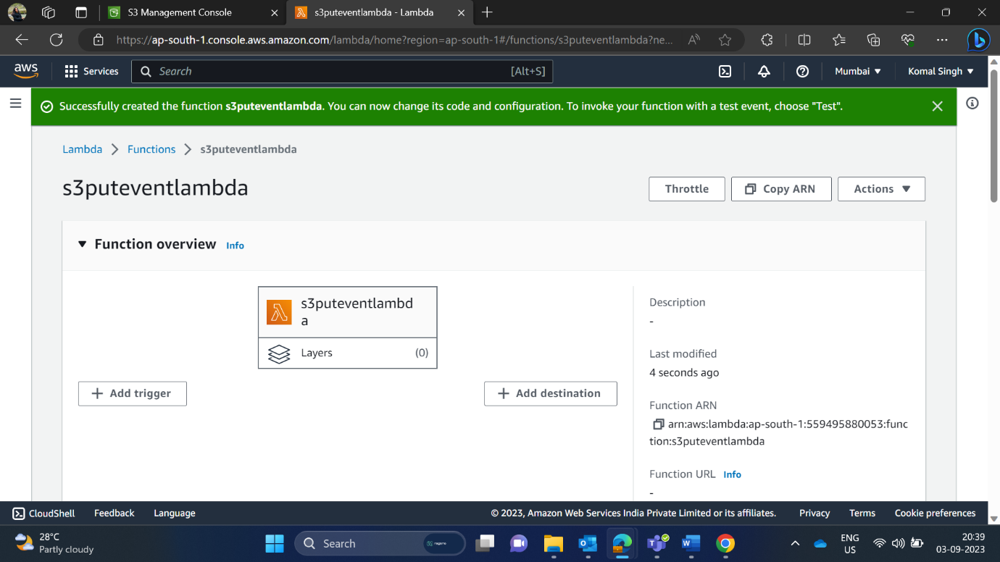 S3 Management Console
s3puteventlambda - Lambda
https://ap-south-1.console.aws.amazon.com/lambda/home?region=ap-south-1#/functions/s3puteventlambda?ne...
aws
Services
Search
[Alt+S]
Mumbai
Komal Singh
Successfully created the function s3puteventlambda. You can now change its code and configuration. To invoke your function with a test event, choose "Test".
Lambda > Functions > s3puteventlambda
s3puteventlambda
Throttle
Copy ARN
Actions
Function overview Info
s3puteventlambd
a
Layers (0)
+ Add trigger
+ Add destination
Description
-
Last modified
4 seconds ago
Function ARN
arn:aws:lambda:ap-south-1:559495880053:func
tion:s3puteventlambda
Function URL Info
-
CloudShell
Feedback
Language
© 2023, Amazon Web Services India Private Limited or its affiliates.
Privacy
Terms
Cookie preferences
28°C
Partly cloudy
Search
ENG
US
20:39
03-09-2023